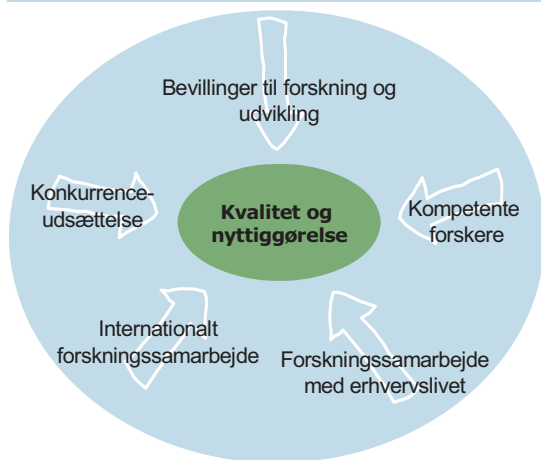 Bevillinger til forskning og
udvikling
Konkurrence-
udsættelse
Kvalitet og
nyttiggørelse
Kompetente
forskere
Internationalt
forskningssamarbejde
Forskningssamarbejde
med erhvervslivet